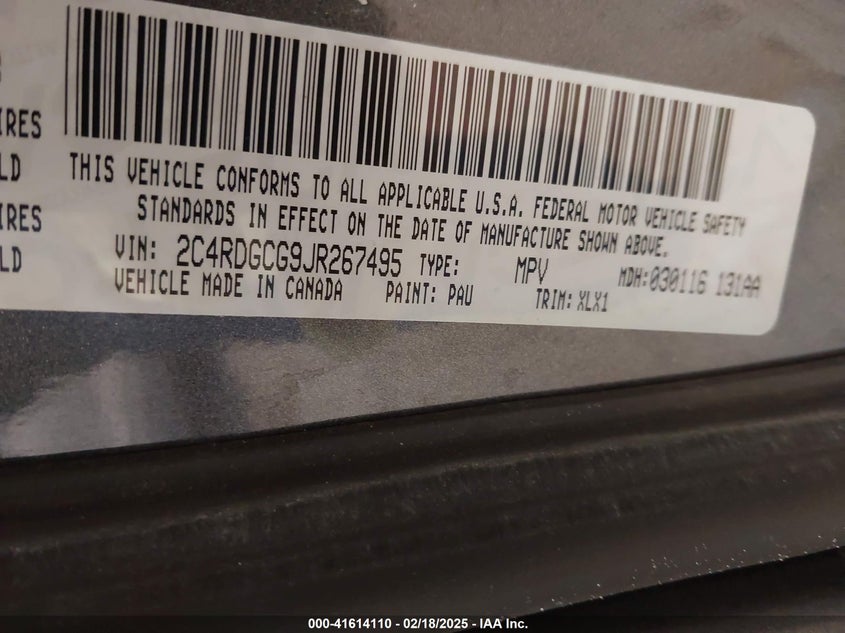 IRES
LD
THIS VEHICLE CONFORMS TO ALL APPLICABLE U.S.A. FEDERAL MOTOR VEHICLE SAFETY
IRES
STANDARDS IN EFFECT ON THE DATE OF MANUFACTURE SHOWN ABOVE.
LD
VIN: 2C4RDGCG9JR267495 TYPE: MPV MDH:030116 131AA
VEHICLE MADE IN CANADA PAINT: PAU TRIM: XLX1
000-41614110 - 02/18/2025 - IAA Inc.